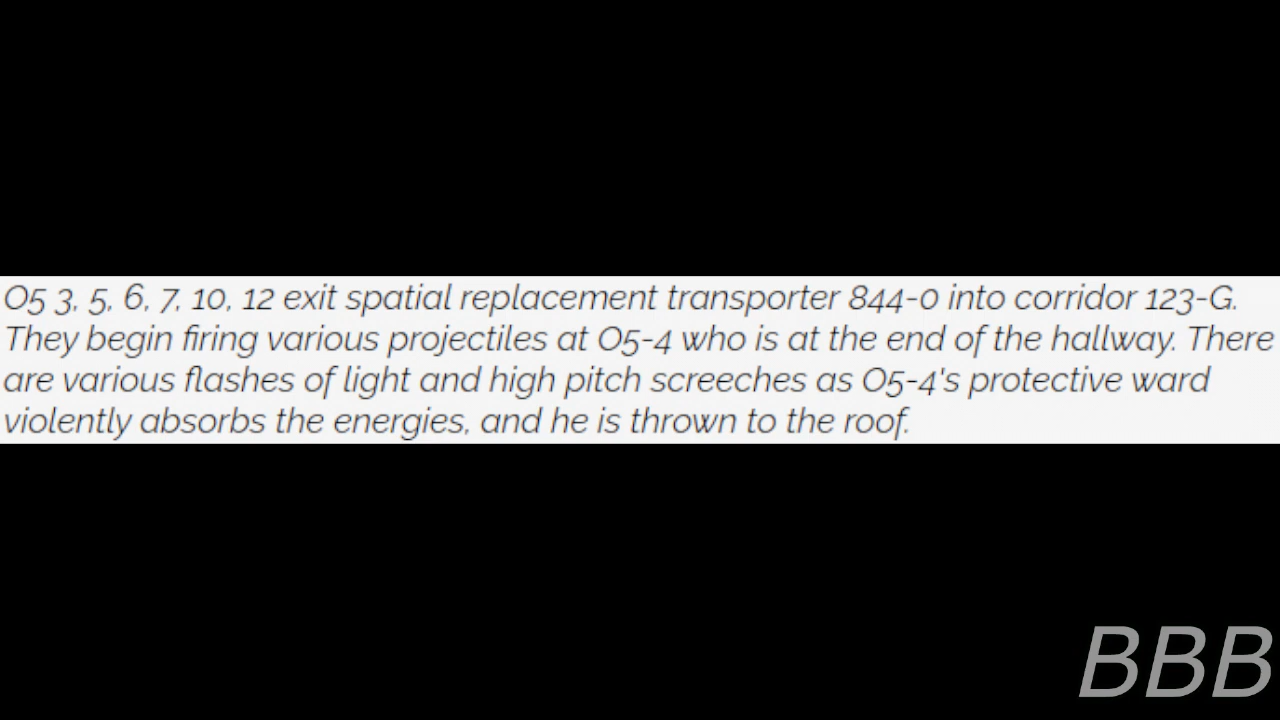 O5 3, 5, 6, 7, 10, 12 exit spatial replacement transporter 844-0 into corridor 123-G.
They begin firing various projectiles at O5-4 who is at the end of the hallway. There
are various flashes of light and high pitch screeches as O5-4's protective ward
violently absorbs the energies, and he is thrown to the roof.
BBB